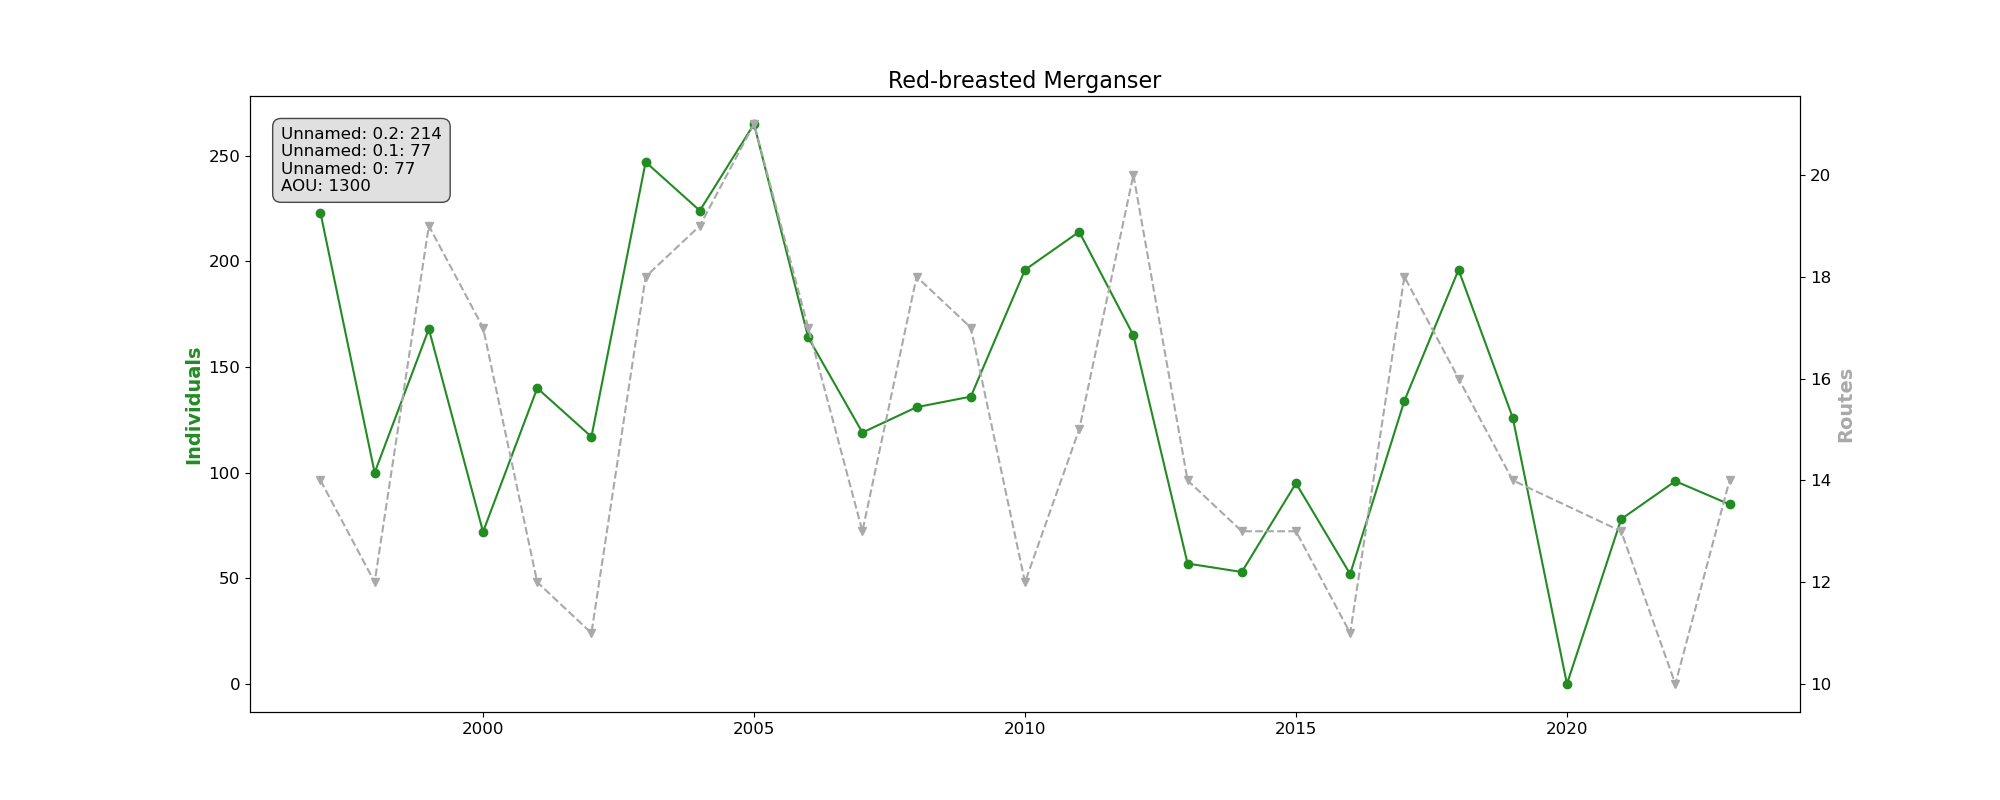 Red-breasted Merganser
Unnamed: 0.2: 214
Unnamed: 0.1: 77
Unnamed: 0: 77
AOU: 1300
Individuals
250
200
150
100
50
0
Routes
20
18
16
14
12
10
2000
2005
2010
2015
2020